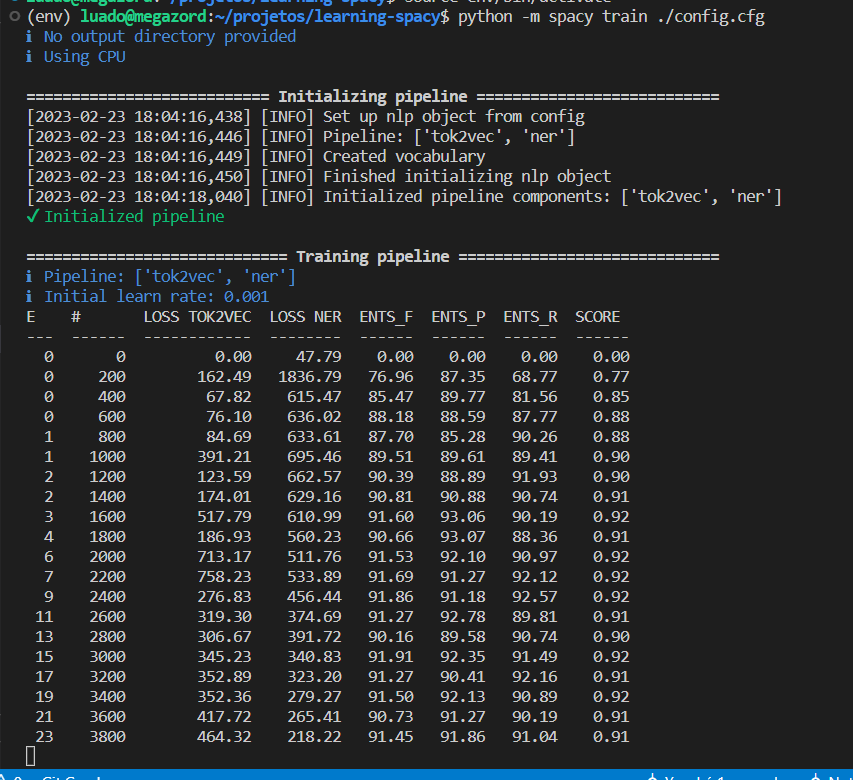 (env) luado@megazord:~/projetos/learning-spacy$ python -m spacy train ./config.cfg
i No output directory provided
i Using CPU
=========================== Initializing pipeline ===========================
[2023-02-23 18:04:16,438] [INFO] Set up nlp object from config
[2023-02-23 18:04:16,446] [INFO] Pipeline: ['tok2vec', 'ner']
[2023-02-23 18:04:16,449] [INFO] Created vocabulary
[2023-02-23 18:04:16,450] [INFO] Finished initializing nlp object
[2023-02-23 18:04:18,040] [INFO] Initialized pipeline components: ['tok2vec', 'ner']
✓ Initialized pipeline
============================= Training pipeline =============================
i Pipeline: ['tok2vec', 'ner']
i Initial learn rate: 0.001
E # LOSS TOK2VEC LOSS NER ENTS_F ENTS_P ENTS_R SCORE
--- ------ ------------ -------- ------ ------ ------ ------
0 0 0.00 47.79 0.00 0.00 0.00 0.00
0 200 162.49 1836.79 76.96 87.35 68.77 0.77
0 400 67.82 615.47 85.47 89.77 81.56 0.85
0 600 76.10 636.02 88.18 88.59 87.77 0.88
1 800 84.69 633.61 87.70 85.28 90.26 0.88
1 1000 391.21 695.46 89.51 89.61 89.41 0.90
2 1200 123.59 662.57 90.39 88.89 91.93 0.90
2 1400 174.01 629.16 90.81 90.88 90.74 0.91
3 1600 517.79 610.99 91.60 93.06 90.19 0.92
4 1800 186.93 560.23 90.66 93.07 88.36 0.91
6 2000 713.17 511.76 91.53 92.10 90.97 0.92
7 2200 758.23 533.89 91.69 91.27 92.12 0.92
9 2400 276.83 456.44 91.86 91.18 92.57 0.92
11 2600 319.30 374.69 91.27 92.78 89.81 0.91
13 2800 306.67 391.72 90.16 89.58 90.74 0.90
15 3000 345.23 340.83 91.91 92.35 91.49 0.92
17 3200 352.89 323.20 91.27 90.41 92.16 0.91
19 3400 352.36 279.27 91.50 92.13 90.89 0.92
21 3600 417.72 265.41 90.73 91.27 90.19 0.91
23 3800 464.32 218.22 91.45 91.86 91.04 0.91